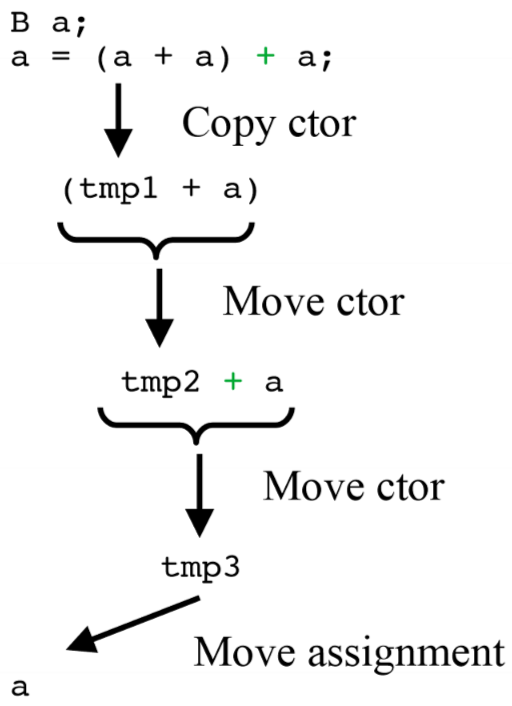 B a;
a = (a + a) + a;
Copy ctor
(tmp1 + a)
Move ctor
tmp2 + a
Move ctor
tmp3
Move assignment
a